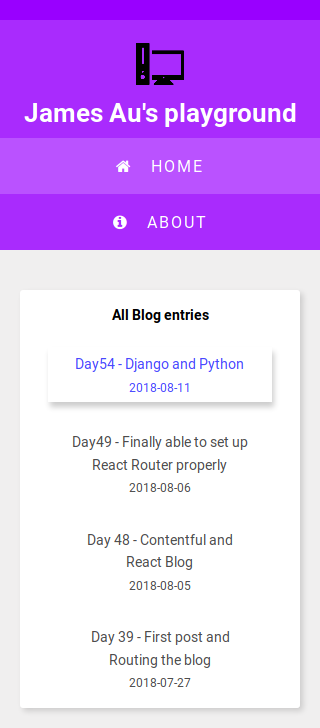 James Au's playground
HOME
ABOUT
All Blog entries
Day54 - Django and Python
2018-08-11
Day49 - Finally able to set up
React Router properly
2018-08-06
Day 48 - Contentful and
React Blog
2018-08-05
Day 39 - First post and
Routing the blog
2018-07-27